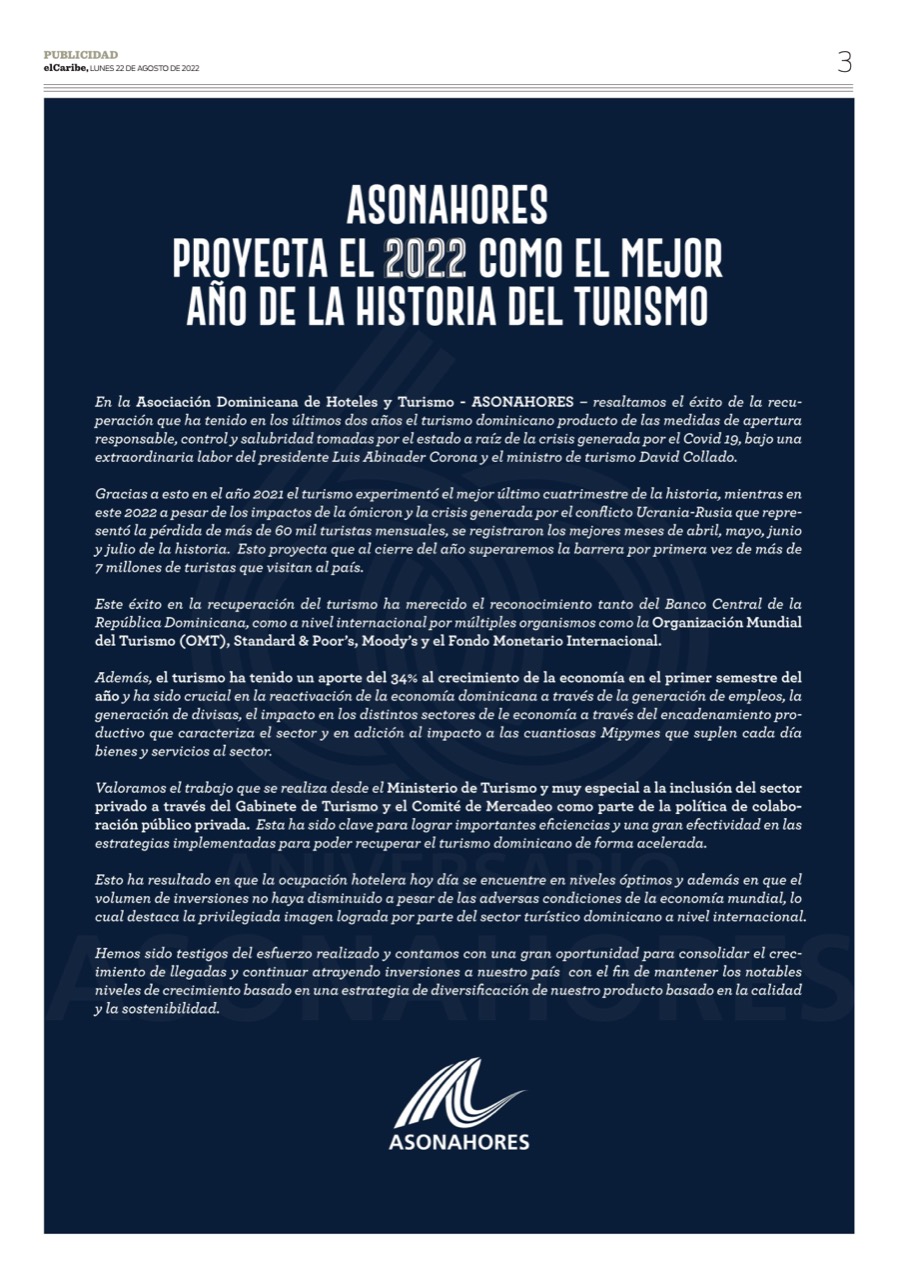 PUBLICIDAD
elCaribe, LUNES 22 DE AGOSTO DE 2022
3
ASONAHORES
PROYECTA EL 2022 COMO EL MEJOR
AÑO DE LA HISTORIA DEL TURISMO
En la Asociación Dominicana de Hoteles y Turismo - ASONAHORES – resaltamos el éxito de la recu-
peración que ha tenido en los últimos dos años el turismo dominicano producto de las medidas de apertura
responsable, control y salubridad tomadas por el estado a raíz de la crisis generada por el Covid 19, bajo una
extraordinaria labor del presidente Luis Abinader Corona y el ministro de turismo David Collado.
Gracias a esto en el año 2021 el turismo experimentó el mejor último cuatrimestre de la historia, mientras en
este 2022 a pesar de los impactos de la ómicron y la crisis generada por el conflicto Ucrania-Rusia que repre-
sentó la pérdida de más de 60 mil turistas mensuales, se registraron los mejores meses de abril, mayo, junio
y julio de la historia. Esto proyecta que al cierre del año superaremos la barrera por primera vez de más de
7 millones de turistas que visitan al país.
Este éxito en la recuperación del turismo ha merecido el reconocimiento tanto del Banco Central de la
República Dominicana, como a nivel internacional por múltiples organismos como la Organización Mundial
del Turismo (OMT), Standard & Poor's, Moody's y el Fondo Monetario Internacional.
Además, el turismo ha tenido un aporte del 34% al crecimiento de la economía en el primer semestre del
año y ha sido crucial en la reactivación de la economía dominicana a través de la generación de empleos, la
generación de divisas, el impacto en los distintos sectores de le economía a través del encadenamiento pro-
ductivo que caracteriza el sector y en adición al impacto a las cuantiosas Mipymes que suplen cada día
bienes y servicios al sector.
Valoramos el trabajo que se realiza desde el Ministerio de Turismo y muy especial a la inclusión del sector
privado a través del Gabinete de Turismo y el Comité de Mercadeo como parte de la política de colabo-
ración público privada. Esta ha sido clave para lograr importantes eficiencias y una gran efectividad en las
estrategias implementadas para poder recuperar el turismo dominicano de forma acelerada.
ANIVERSARIO
Esto ha resultado en que la ocupación hotelera hoy día se encuentre en niveles óptimos y además en que el
volumen de inversiones no haya disminuido a pesar de las adversas condiciones de la economía mundial, lo
cual destaca la privilegiada imagen lograda por parte del sector turístico dominicano a nivel internacional.
ASONAHORES
Hemos sido testigos del esfuerzo realizado y contamos con una gran oportunidad para consolidar el crec-
imiento de llegadas y continuar atrayendo inversiones a nuestro país con el fin de mantener los notables
niveles de crecimiento basado en una estrategia de diversificación de nuestro producto basado en la calidad
y la sostenibilidad.
ASONAHORES